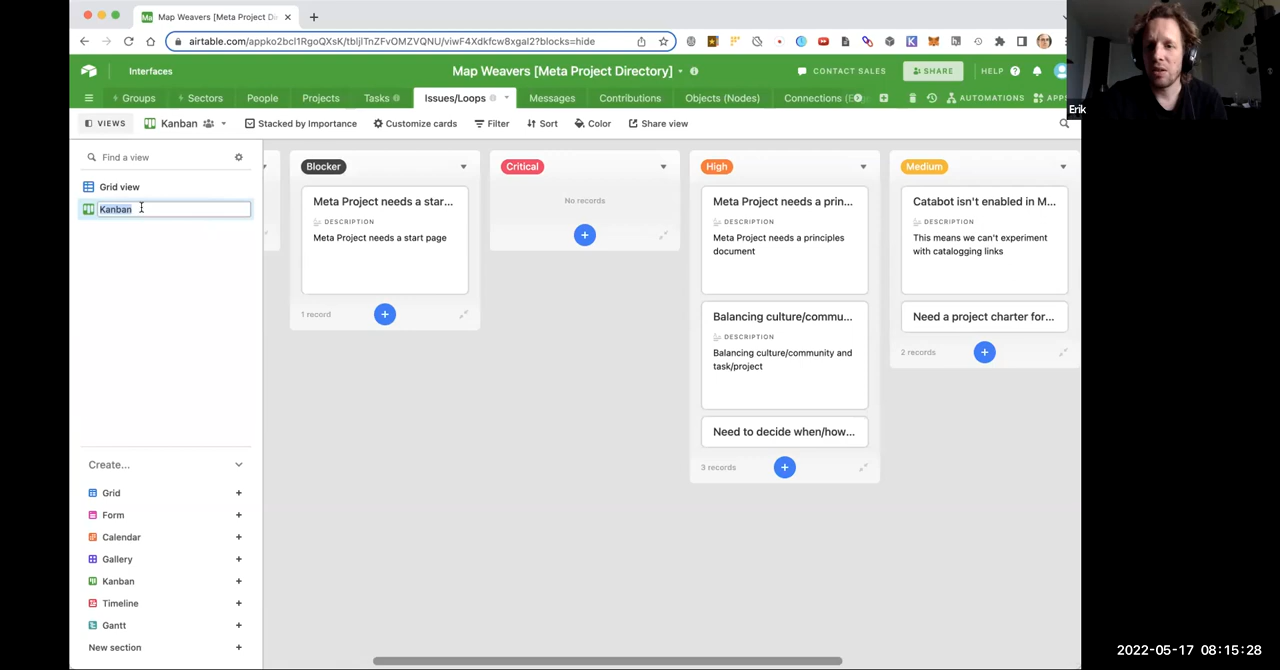 Map Weavers [Meta Project Di
airtable.com/appko2bcl1RgoQXsK/tbljlTnZFvOMZVQNU/viwF4Xdkfcw8xgal2?blocks=hide
Interfaces
Map Weavers [Meta Project Directory]
CONTACT SALES
SHARE
HELP
Groups
Sectors
People
Projects
Tasks
Issues/Loops
Messages
Contributions
Objects (Nodes)
Connections (E
AUTOMATIONS
APP
Erik
VIEWS
Kanban
Stacked by Importance
Customize cards
Filter
Sort
Color
Share view
Find a view
Grid view
Kanban
Blocker
Meta Project needs a star...
DESCRIPTION
Meta Project needs a start page
1 record
Critical
No records
High
Meta Project needs a prin...
DESCRIPTION
Meta Project needs a principles
document
Balancing culture/commu...
DESCRIPTION
Balancing culture/community and
task/project
Need to decide when/how...
3 records
Medium
Catabot isn't enabled in M...
DESCRIPTION
This means we can't experiment
with catalogging links
Need a project charter for...
2 records
Create...
Grid
Form
Calendar
Gallery
Kanban
Timeline
Gantt
New section
2022-05-17 08:15:28